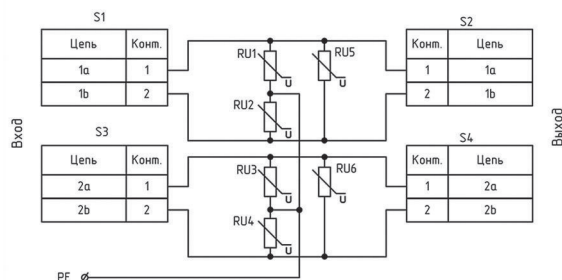 S1
S2
Цепь Конт.
1a 1
1b 2
RU1
RU5
U
U
RU2
U
Конт. Цепь
1 1a
2 1b
Вход
Выход
S3
S4
Цепь Конт.
2a 1
2b 2
RU3
RU6
U
U
RU4
U
Конт. Цепь
1 2a
2 2b
PE